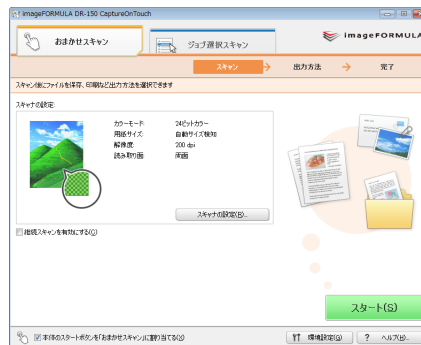 imageFORMULA DR-150 CaptureOnTouch
おまかせスキャン
ジョブ選択スキャン
imageFORMULA
スキャン
出力方法
完了
スキャン後にファイルを保存、印刷など出力方法を選択できます
スキャナの設定:
カラーモード: 24ビットカラー
用紙サイズ: 自動サイズ検知
解像度: 200 dpi
読み取り面: 両面
スキャナの設定(P)...
継続スキャンを有効にする(C)
スタート(S)
本体のスタートボタンを「おまかせスキャン」に割り当てる(X)
環境設定(G)
ヘルプ(H)...